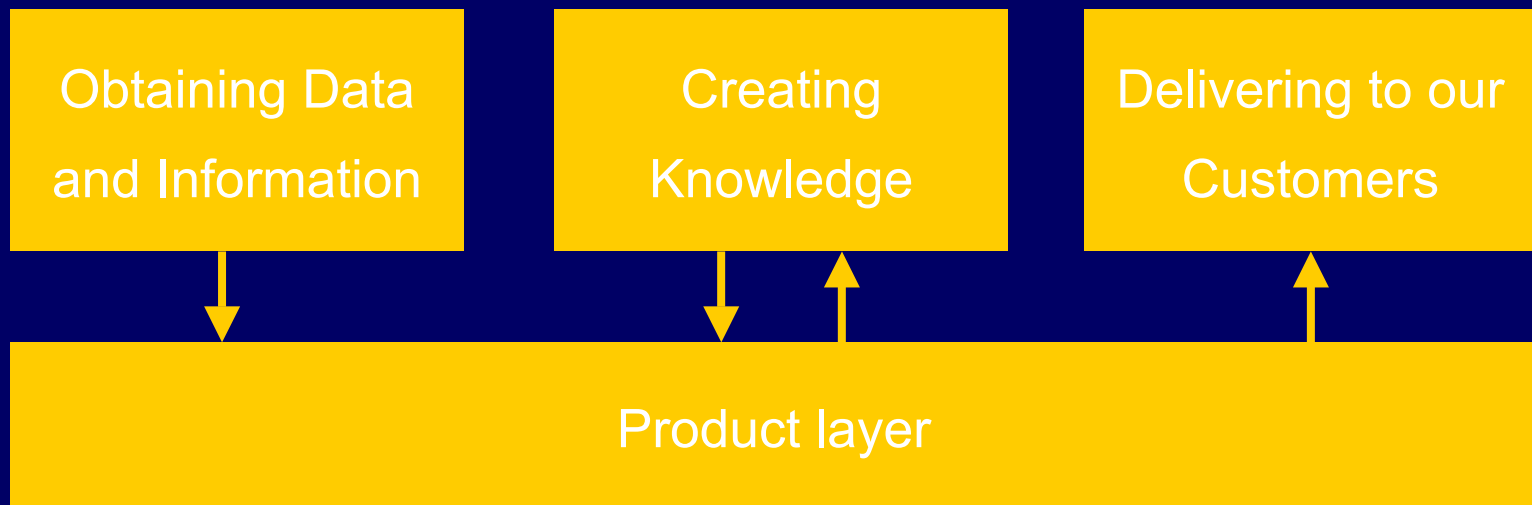 Obtaining Data
and Information
Creating
Knowledge
Delivering to our
Customers
Product layer